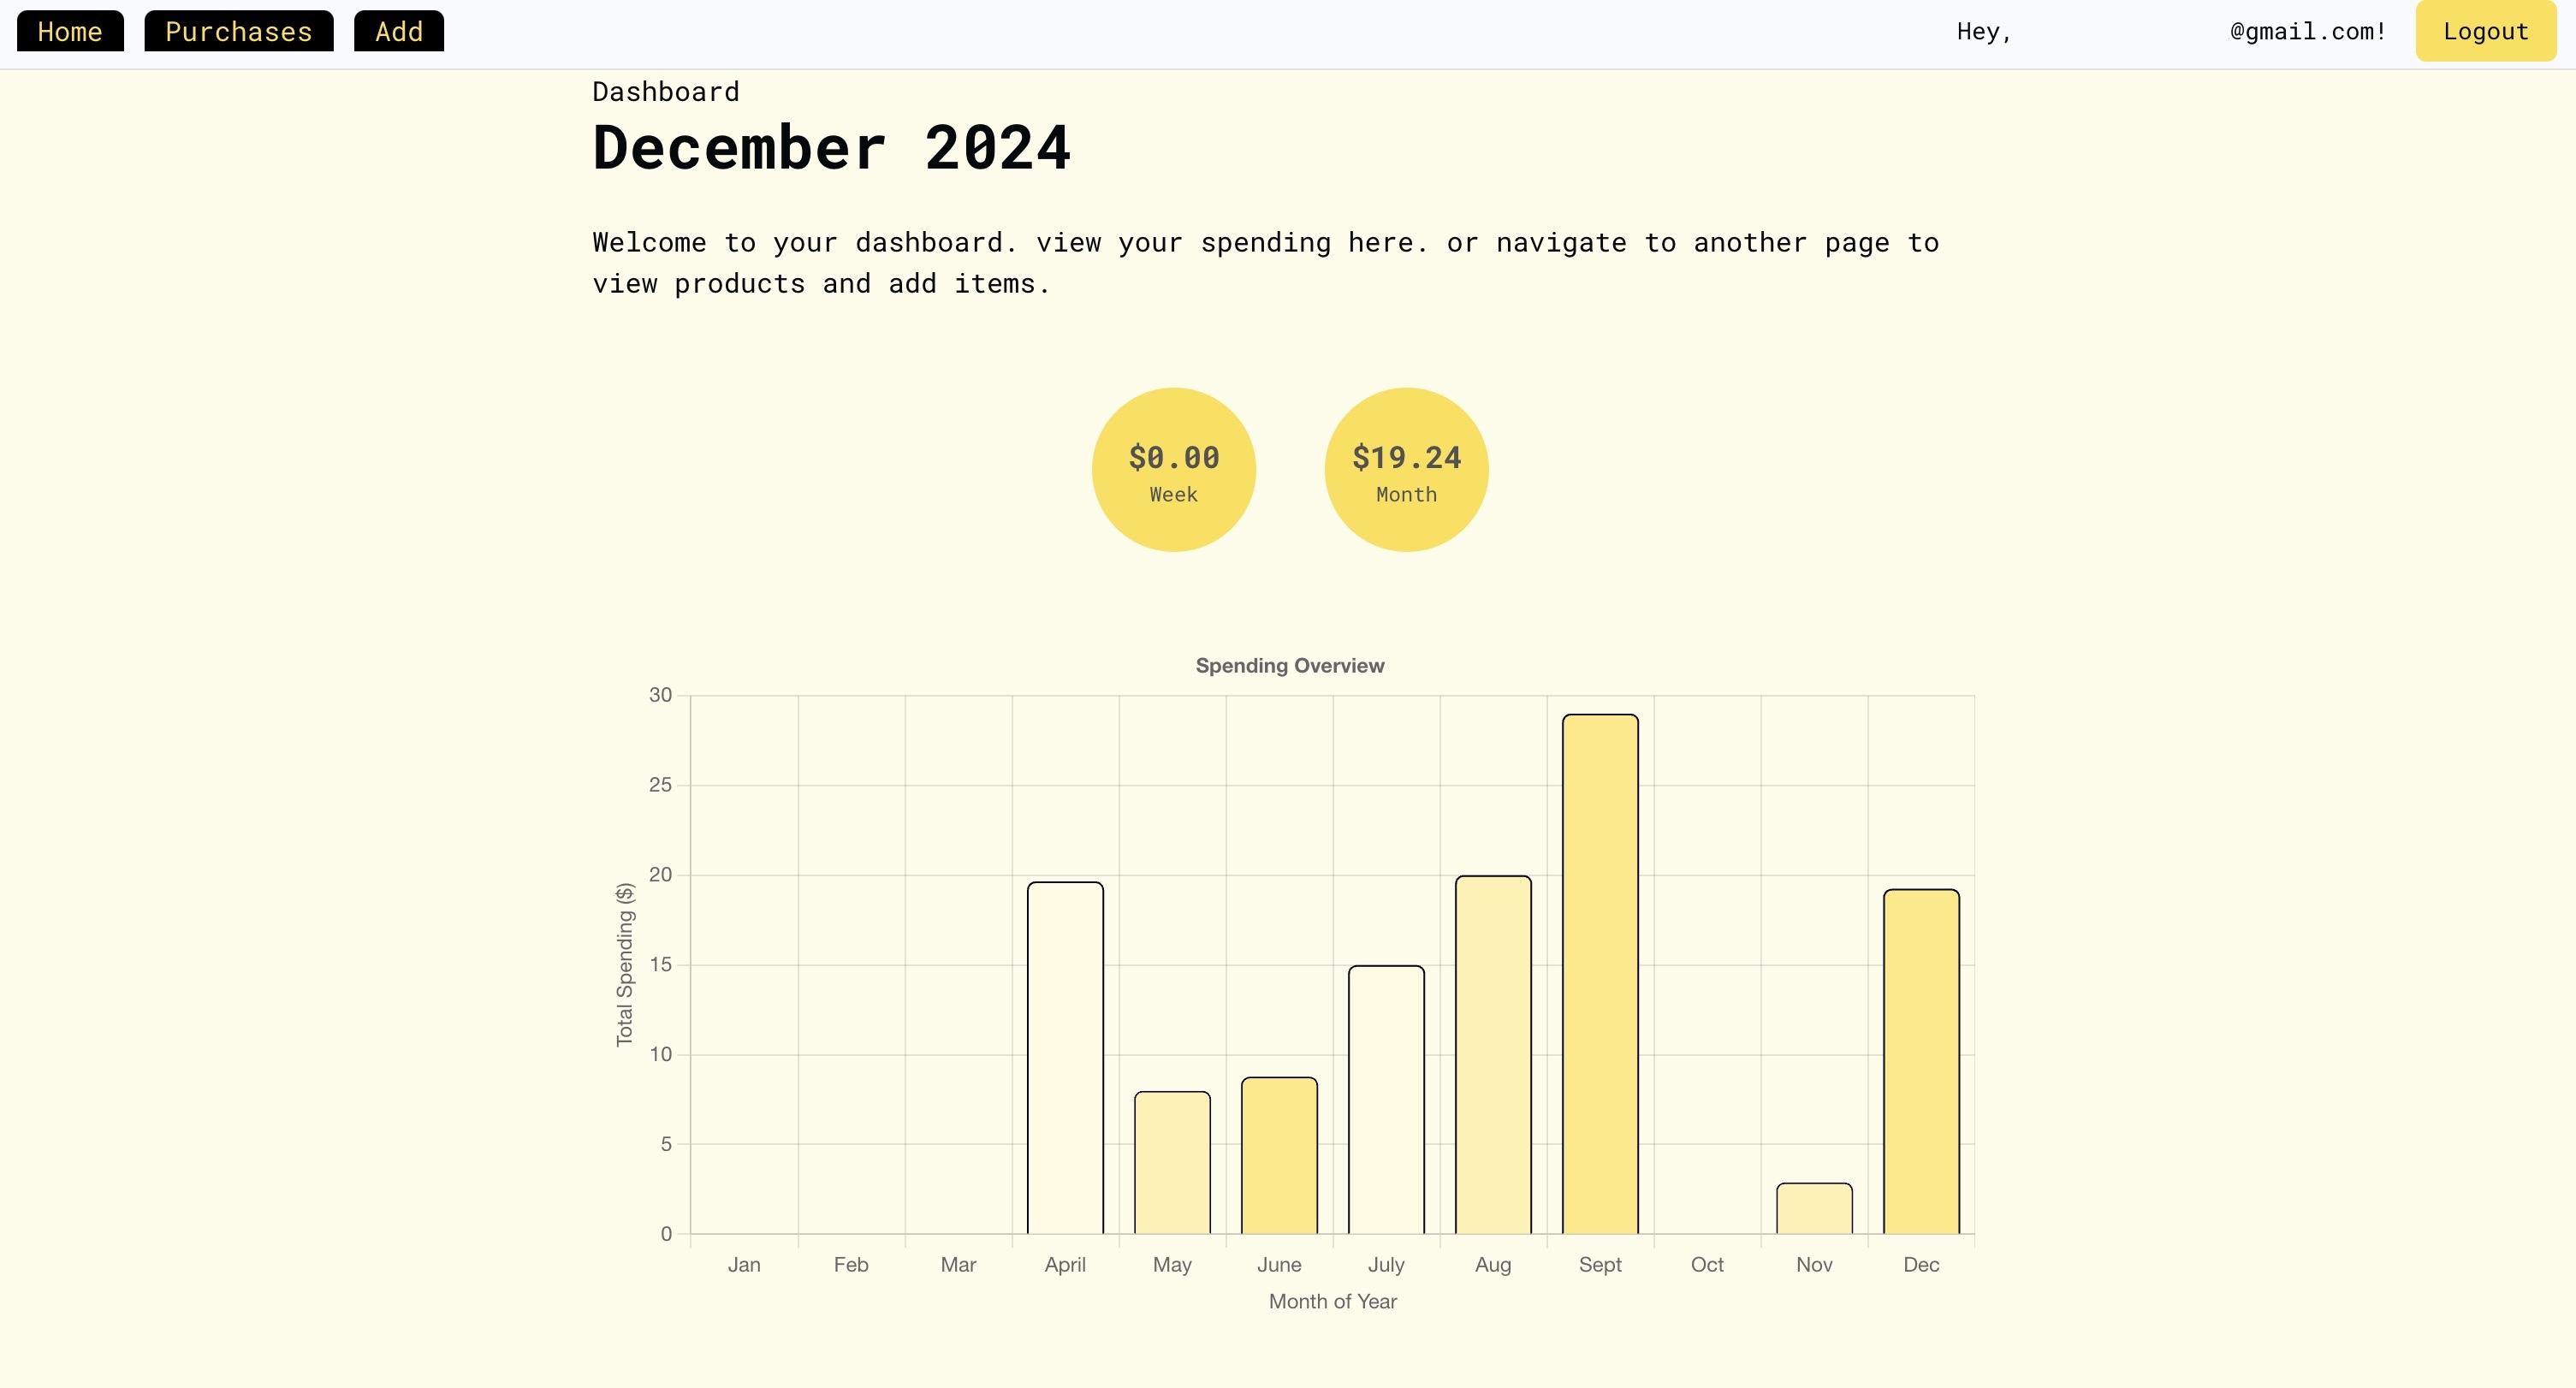 Home Purchases Add Hey, @gmail.com! Logout
Dashboard
December 2024
Welcome to your dashboard. view your spending here. or navigate to another page to
view products and add items.
$0.00
Week
$19.24
Month
Spending Overview
30
25
20
15
10
5
0
Total Spending ($)
Jan Feb Mar April May June July Aug Sept Oct Nov Dec
Month of Year